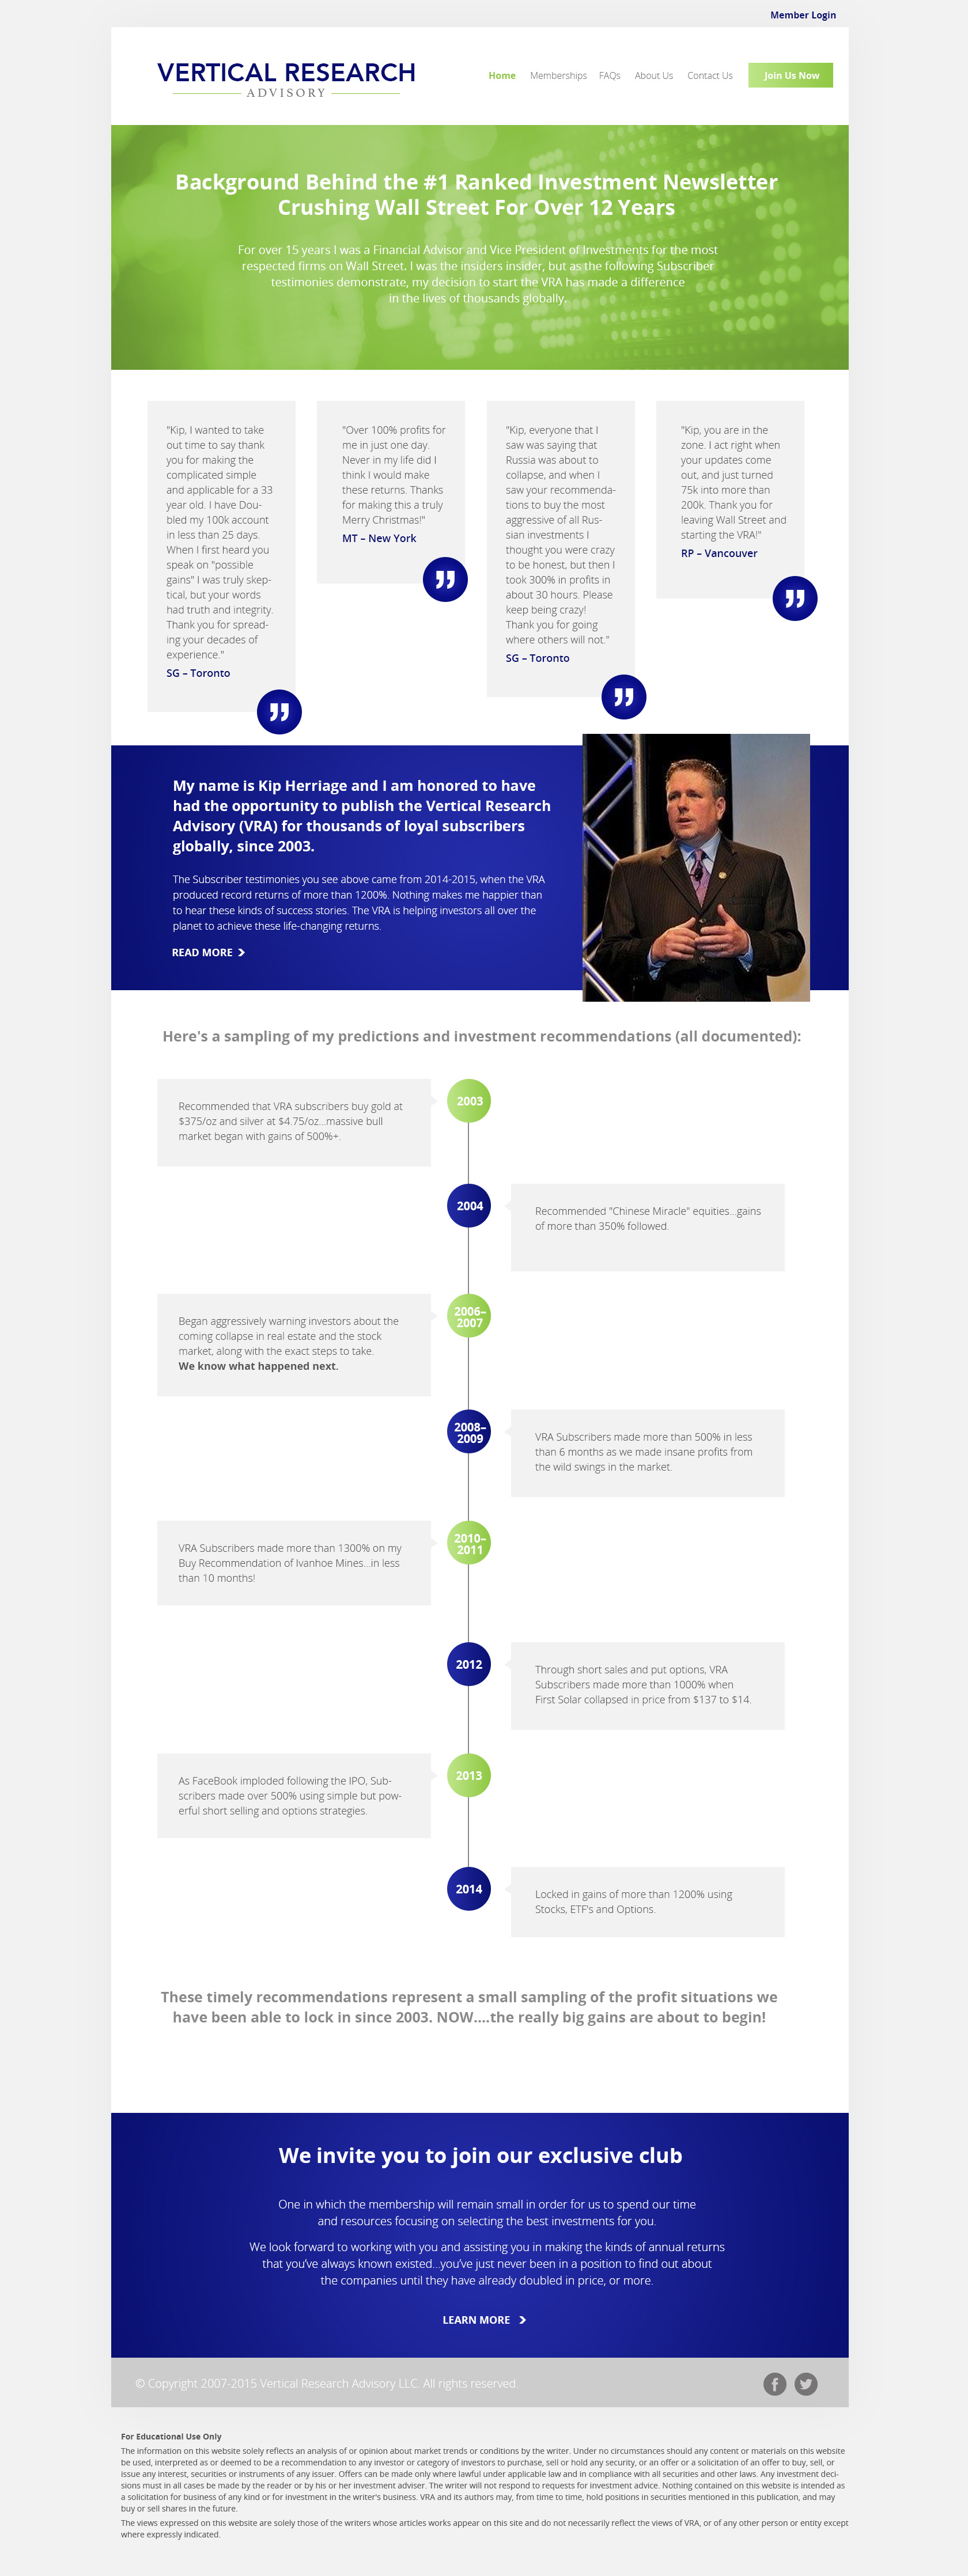 Member Login
VERTICAL RESEARCH
ADVISORY
Home Memberships FAQs About Us Contact Us Join Us Now
Background Behind the #1 Ranked Investment Newsletter
Crushing Wall Street For Over 12 Years
For over 15 years I was a Financial Advisor and Vice President of Investments for the most
respected firms on Wall Street. I was the insiders insider, but as the following Subscriber
testimonies demonstrate, my decision to start the VRA has made a difference
in the lives of thousands globally.
"Kip, I wanted to take
out time to say thank
you for making the
complicated simple
and applicable for a 33
year old. I have Dou-
bled my 100k account
in less than 25 days.
When I first heard you
speak on "possible
gains" I was truly skep-
tical, but your words
had truth and integrity.
Thank you for spread-
ing your decades of
experience."
SG – Toronto
"Over 100% profits for
me in just one day.
Never in my life did I
think I would make
these returns. Thanks
for making this a truly
Merry Christmas!"
MT – New York
"Kip, everyone that I
saw was saying that
Russia was about to
collapse, and when I
saw your recommenda-
tions to buy the most
aggressive of all Rus-
sian investments I
thought you were crazy
to be honest, but then I
took 300% in profits in
about 30 hours. Please
keep being crazy!
Thank you for going
where others will not."
SG – Toronto
"Kip, you are in the
zone. I act right when
your updates come
out, and just turned
75k into more than
200k. Thank you for
leaving Wall Street and
starting the VRA!"
RP – Vancouver
My name is Kip Herriage and I am honored to have
had the opportunity to publish the Vertical Research
Advisory (VRA) for thousands of loyal subscribers
globally, since 2003.
The Subscriber testimonies you see above came from 2014-2015, when the VRA
produced record returns of more than 1200%. Nothing makes me happier than
to hear these kinds of success stories. The VRA is helping investors all over the
planet to achieve these life-changing returns.
READ MORE
Here's a sampling of my predictions and investment recommendations (all documented):
2003
Recommended that VRA subscribers buy gold at
$375/oz and silver at $4.75/oz...massive bull
market began with gains of 500%+.
2004
Recommended "Chinese Miracle" equities...gains
of more than 350% followed.
2006–
2007
Began aggressively warning investors about the
coming collapse in real estate and the stock
market, along with the exact steps to take.
We know what happened next.
2008–
2009
VRA Subscribers made more than 500% in less
than 6 months as we made insane profits from
the wild swings in the market.
2010–
2011
VRA Subscribers made more than 1300% on my
Buy Recommendation of Ivanhoe Mines...in less
than 10 months!
2012
Through short sales and put options, VRA
Subscribers made more than 1000% when
First Solar collapsed in price from $137 to $14.
2013
As FaceBook imploded following the IPO, Sub-
scribers made over 500% using simple but pow-
erful short selling and options strategies.
2014
Locked in gains of more than 1200% using
Stocks, ETF's and Options.
These timely recommendations represent a small sampling of the profit situations we
have been able to lock in since 2003. NOW....the really big gains are about to begin!
We invite you to join our exclusive club
One in which the membership will remain small in order for us to spend our time
and resources focusing on selecting the best investments for you.
We look forward to working with you and assisting you in making the kinds of annual returns
that you've always known existed...you've just never been in a position to find out about
the companies until they have already doubled in price, or more.
LEARN MORE
© Copyright 2007-2015 Vertical Research Advisory LLC. All rights reserved.
For Educational Use Only
The information on this website solely reflects an analysis of or opinion about market trends or conditions by the writer. Under no circumstances should any content or materials on this website
be used, interpreted as or deemed to be a recommendation to any investor or category of investors to purchase, sell or hold any security, or an offer or a solicitation of an offer to buy, sell, or
issue any interest, securities or instruments of any issuer. Offers can be made only where lawful under applicable law and in compliance with all securities and other laws. Any investment deci-
sions must in all cases be made by the reader or by his or her investment adviser. The writer will not respond to requests for investment advice. Nothing contained on this website is intended as
a solicitation for business of any kind or for investment in the writer's business. VRA and its authors may, from time to time, hold positions in securities mentioned in this publication, and may
buy or sell shares in the future.
The views expressed on this website are solely those of the writers whose articles works appear on this site and do not necessarily reflect the views of VRA, or of any other person or entity except
where expressly indicated.